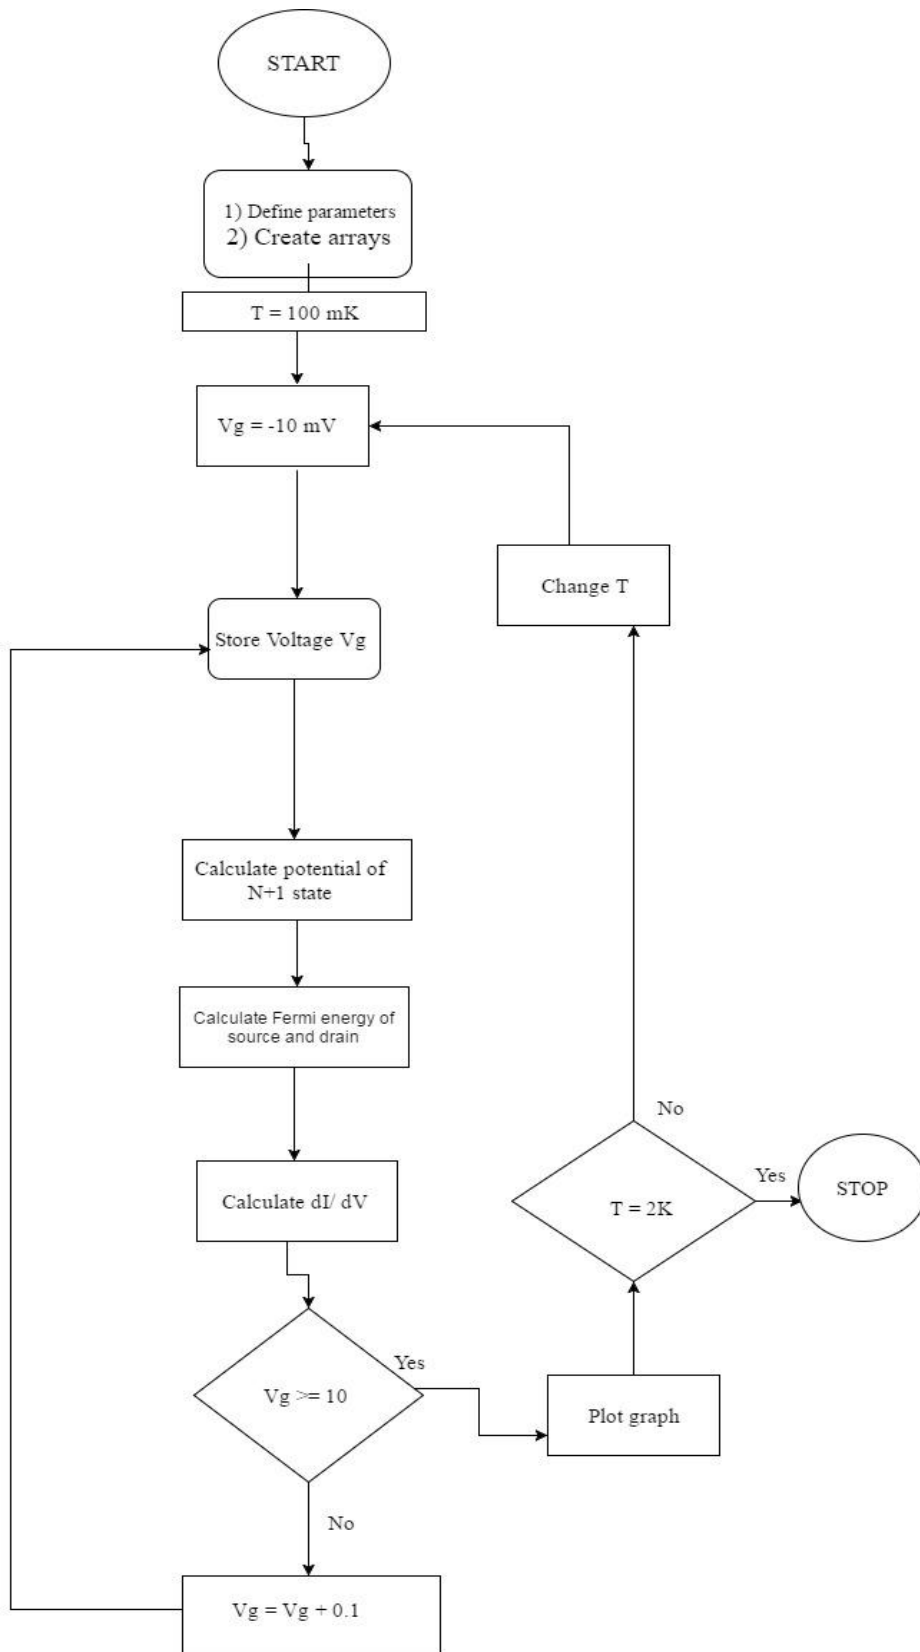 START
1) Define parameters
2) Create arrays
T = 100 mK
Vg = -10 mV
Change T
Store Voltage Vg
Calculate potential of
N+1 state
Calculate Fermi energy of
source and drain
No
Calculate dI/ dV
T = 2K
Yes
STOP
Vg >= 10
Yes
Plot graph
No
Vg = Vg + 0.1